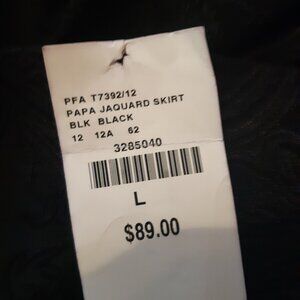 PFA T7392/12
PAPA JAQUARD SKIRT
BLK BLACK
12 12A 62
3285040
L
$89.00